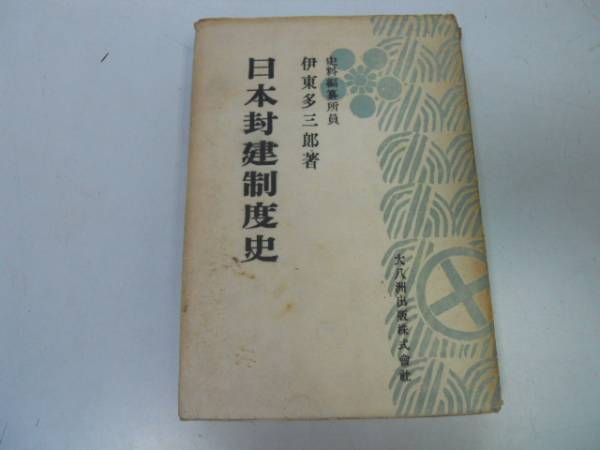 史料編纂所員
伊東多三郎著
日本封建制度史
大八洲出版株式會社